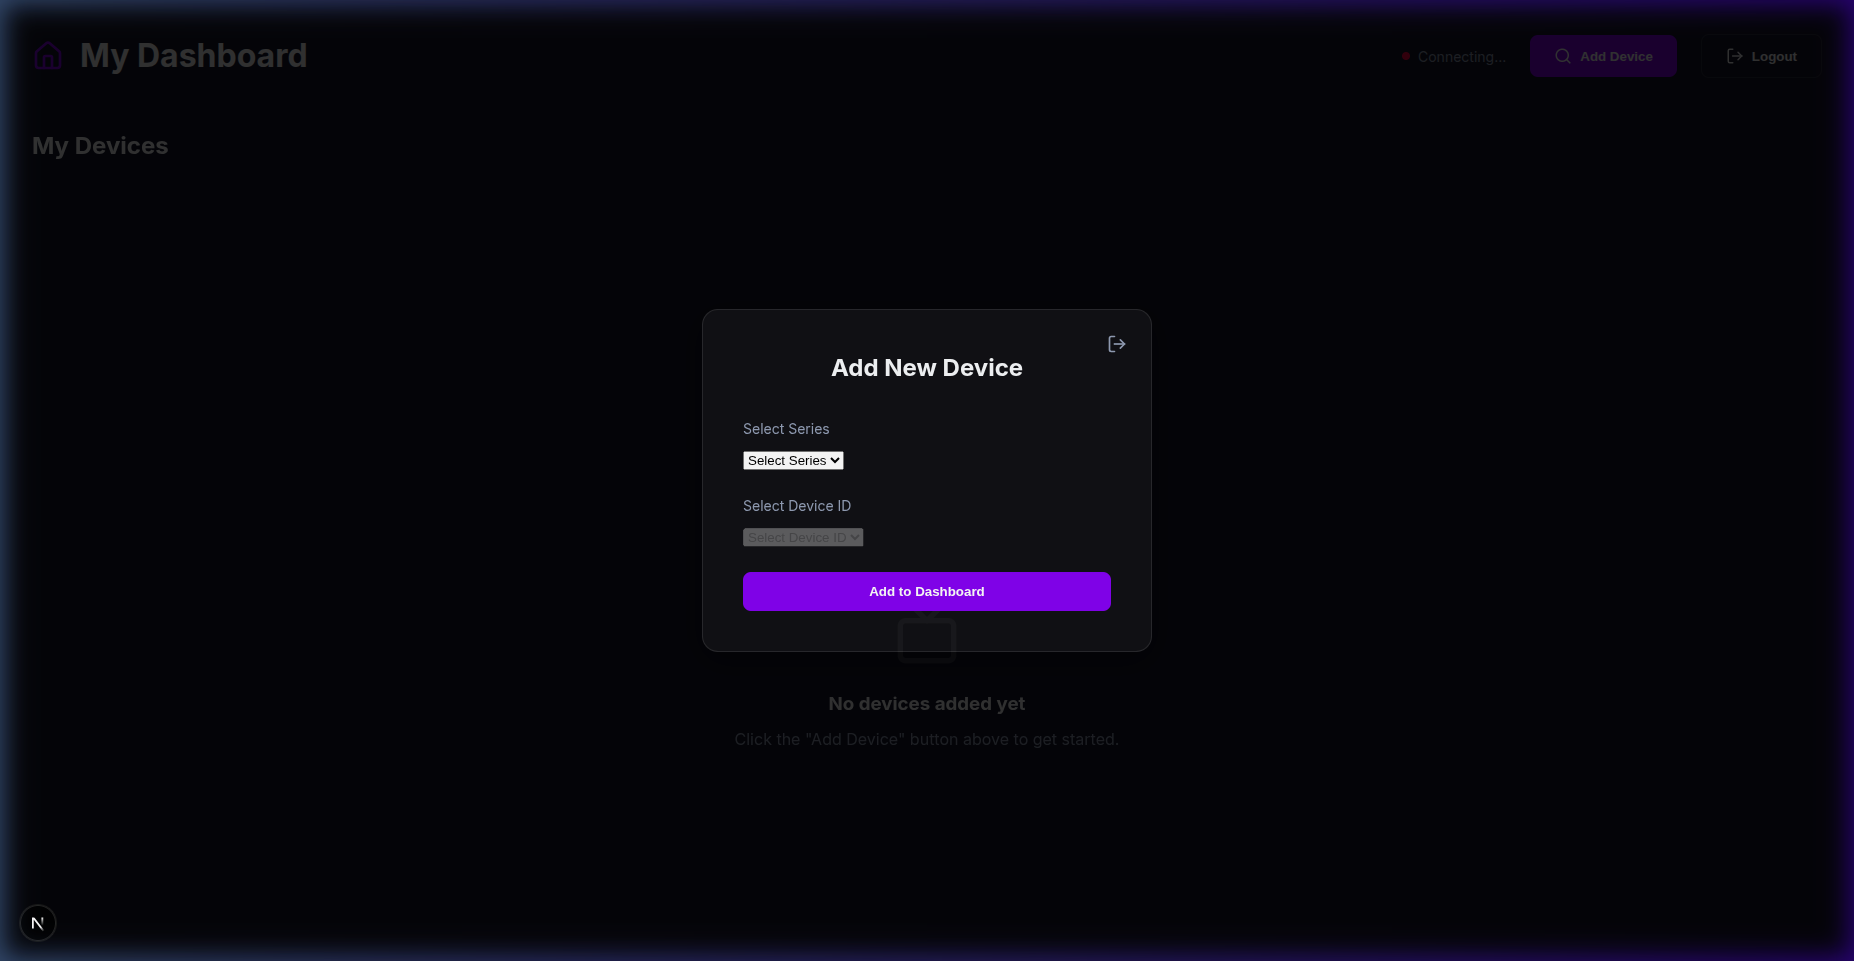 My Dashboard
Connecting...
Add Device
Logout
My Devices
Add New Device
Select Series
Select Series
Select Device ID
Select Device ID
Add to Dashboard
No devices added yet
Click the "Add Device" button above to get started.
N